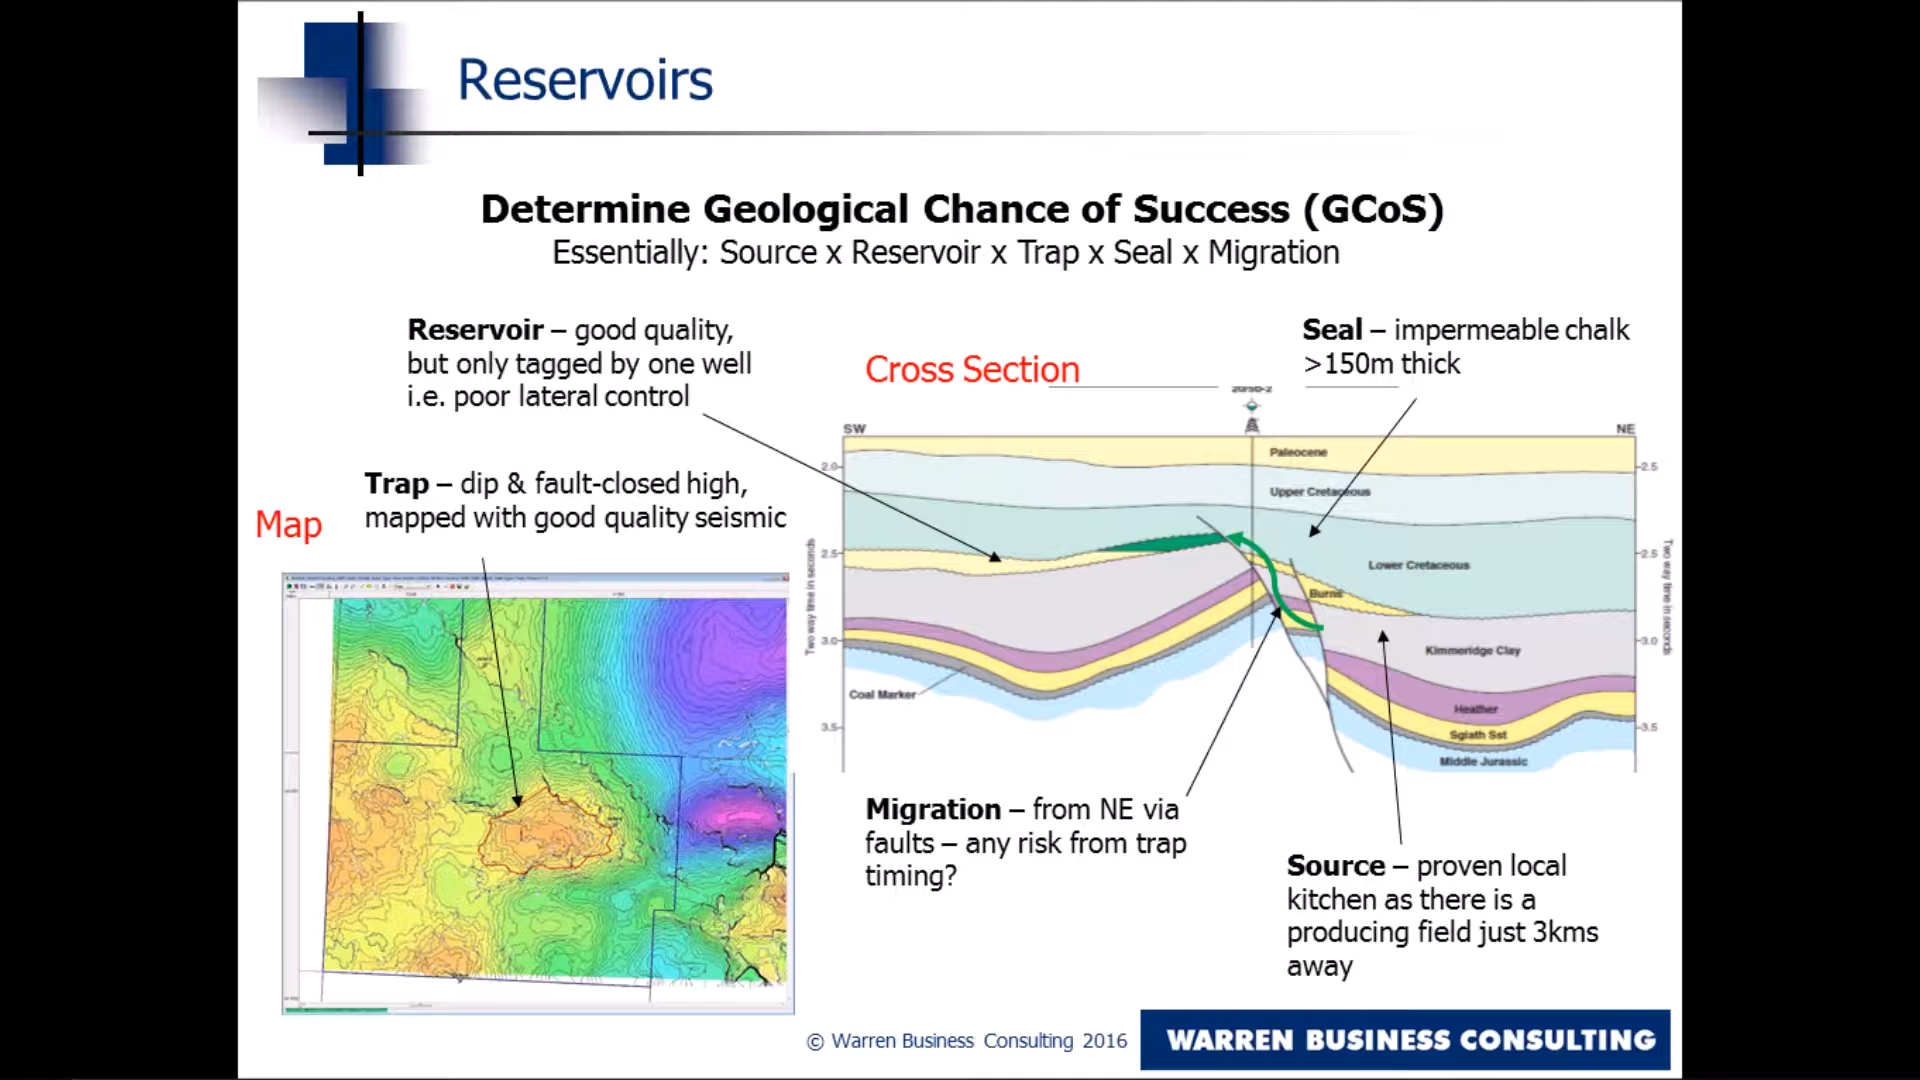 Reservoirs
Determine Geological Chance of Success (GCoS)
Essentially: Source x Reservoir x Trap x Seal x Migration
Reservoir – good quality,
but only tagged by one well
i.e. poor lateral control
Seal – impermeable chalk
>150m thick
Cross Section
Trap – dip & fault-closed high,
mapped with good quality seismic
Map
SW
NE
Paleocene
2.0
2.5
Upper Cretaceous
2.5
2.5
Lower Cretaceous
Burns
Two way time in seconds
Two way time in seconds
3.0
3.0
Kimmeridge Clay
Coal Marker
Heather
3.5
3.5
Sgiath Sst
Middle Jurassic
Migration – from NE via
faults – any risk from trap
timing?
Source – proven local
kitchen as there is a
producing field just 3kms
away
© Warren Business Consulting 2016
WARREN BUSINESS CONSULTING